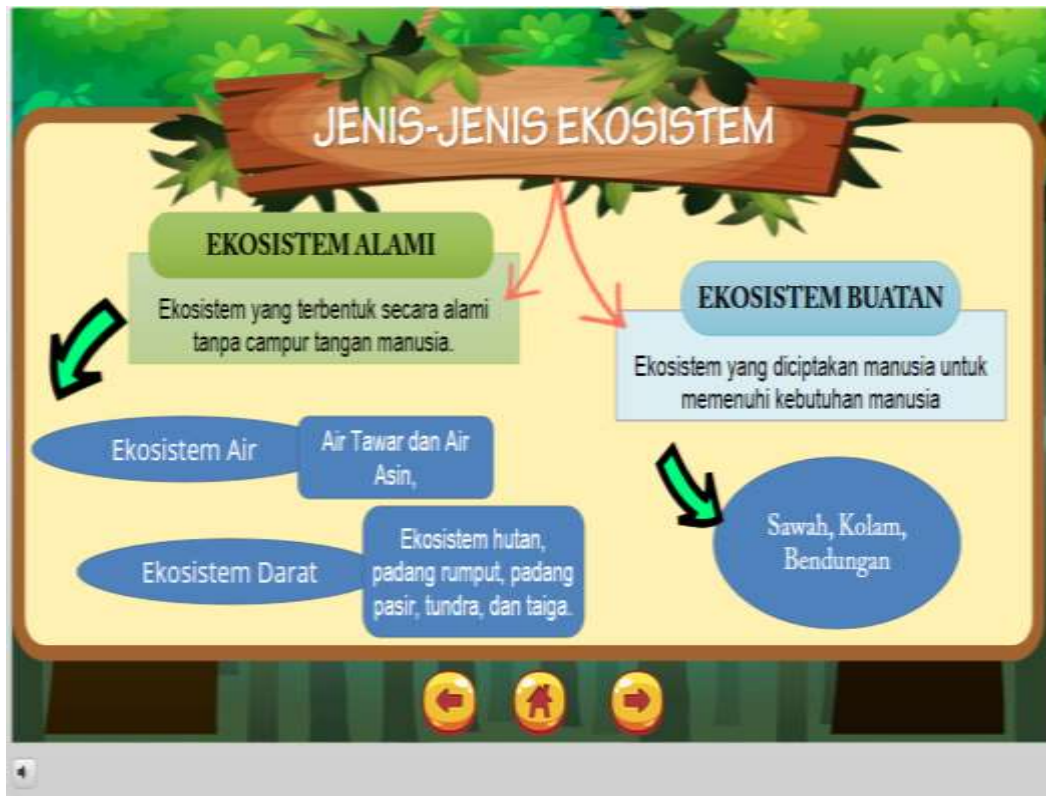 JENIS-JENIS EKOSISTEM
EKOSISTEM ALAMI
Ekosistem yang terbentuk secara alami
tanpa campur tangan manusia.
Ekosistem Air
Air Tawar dan Air
Asin,
Ekosistem Darat
Ekosistem hutan,
padang rumput, padang
pasir, tundra, dan taiga.
EKOSISTEM BUATAN
Ekosistem yang diciptakan manusia untuk
memenuhi kebutuhan manusia
Sawah, Kolam,
Bendungan